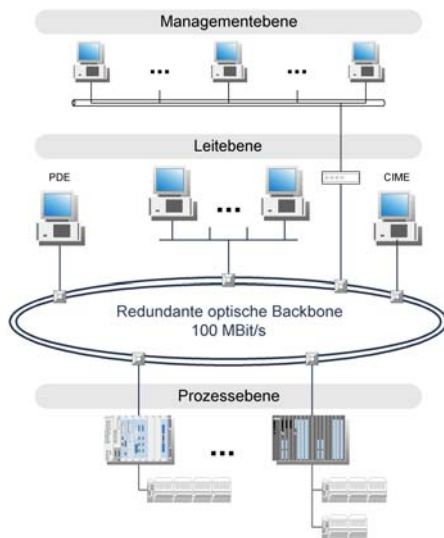 Managementebene
Leitebene
PDE
CIME
Redundante optische Backbone
100 MBit/s
Prozessebene